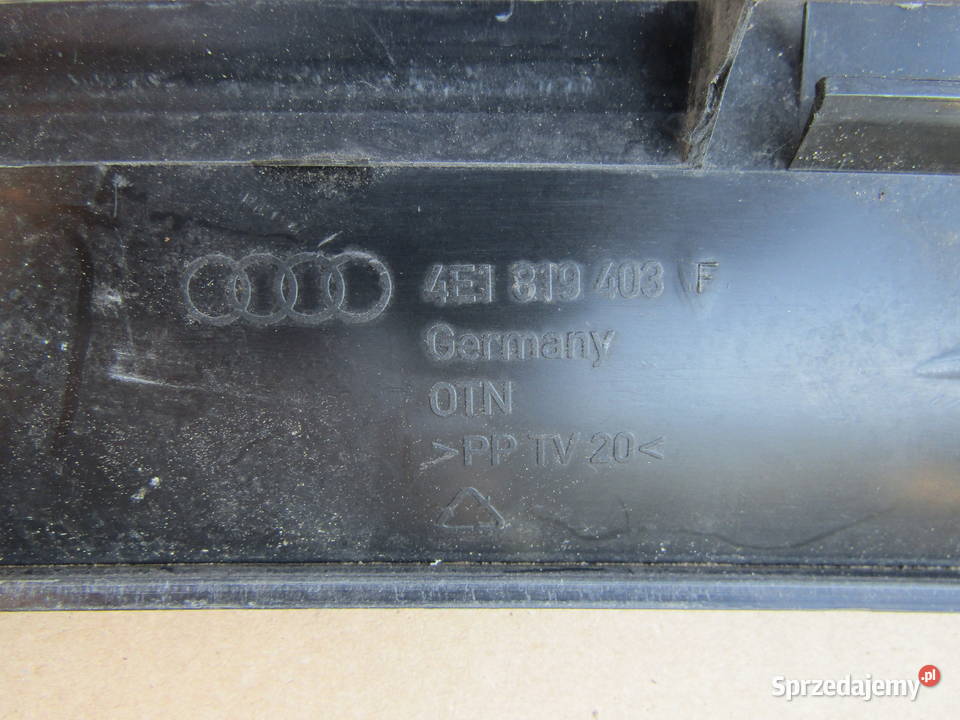 4E1 819 403 F
Germany
OTN
>PP TV 20<
Sprzedajemy.pl